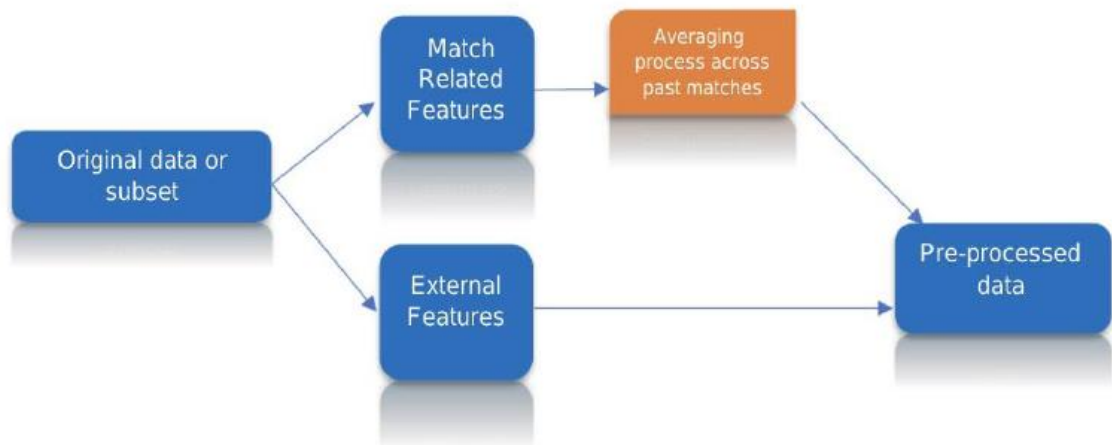 Match
Related
Features
Averaging
process across
past matches
Original data or
subset
External
Features
Pre-processed
data